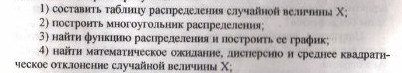 1) составить таблицу распределения случайной величины X;
2) построить многоугольник распределения;
3) найти функцию распределения и построить ее график;
4) найти математическое ожидание, дисперсию и среднее квадрати-
ческое отклонение случайной величины X;